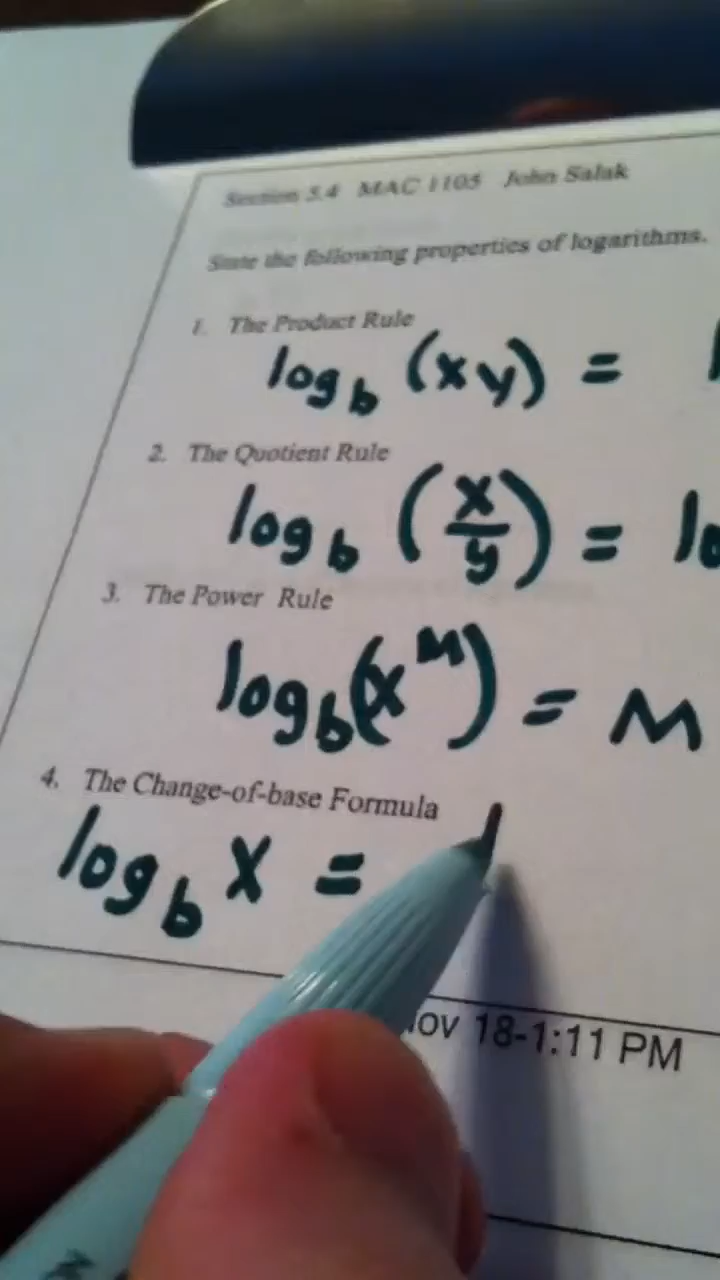 Section 5.4 MAC 1105 John Salak
State the following properties of logarithms.
1. The Product Rule
log_b (xy) =
2. The Quotient Rule
log_b (x/y) = lo
3. The Power Rule
log_b(x^M) = M
4. The Change-of-base Formula
log_b x =
ov 18-1:11 PM